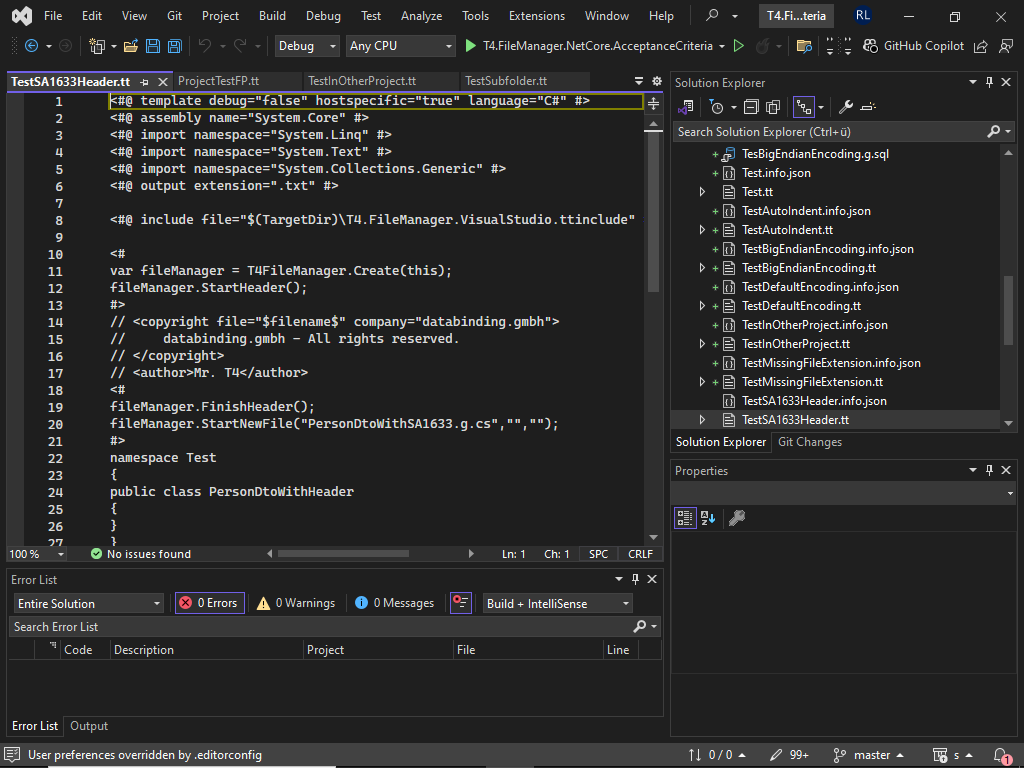 File Edit View Git Project Build Debug Test Analyze Tools Extensions Window Help T4.Fi...teria RL
Debug Any CPU T4.FileManager.NetCore.AcceptanceCriteria GitHub Copilot
TestSA1633Header.tt ProjectTestFP.tt TestInOtherProject.tt TestSubfolder.tt
1 <#@ template debug="false" hostspecific="true" language="C#" #>
2 <#@ assembly name="System.Core" #>
3 <#@ import namespace="System.Linq" #>
4 <#@ import namespace="System.Text" #>
5 <#@ import namespace="System.Collections.Generic" #>
6 <#@ output extension=".txt" #>
7
8 <#@ include file="$(TargetDir)\T4.FileManager.VisualStudio.ttinclude"
9
10 <#
11 var fileManager = T4FileManager.Create(this);
12 fileManager.StartHeader();
13 #>
14 // <copyright file="$filename$" company="databinding.gmbh">
15 //     databinding.gmbh - All rights reserved.
16 // </copyright>
17 // <author>Mr. T4</author>
18 <#
19 fileManager.FinishHeader();
20 fileManager.StartNewFile("PersonDtoWithSA1633.g.cs","","");
21 #>
22 namespace Test
23 {
24 public class PersonDtoWithHeader
25 {
26 }
27 }
100 % No issues found Ln: 1 Ch: 1 SPC CRLF
Error List
Entire Solution 0 Errors 0 Warnings 0 Messages Build + IntelliSense
Search Error List
Code Description Project File Line
Error List Output
Solution Explorer
Search Solution Explorer (Ctrl+ü)
TesBigEndianEncoding.g.sql
Test.info.json
Test.tt
TestAutoIndent.info.json
TestAutoIndent.tt
TestBigEndianEncoding.info.json
TestBigEndianEncoding.tt
TestDefaultEncoding.info.json
TestDefaultEncoding.tt
TestInOtherProject.info.json
TestInOtherProject.tt
TestMissingFileExtension.info.json
TestMissingFileExtension.tt
TestSA1633Header.info.json
TestSA1633Header.tt
Solution Explorer Git Changes
Properties
User preferences overridden by .editorconfig 0 / 0 99+ master s 1